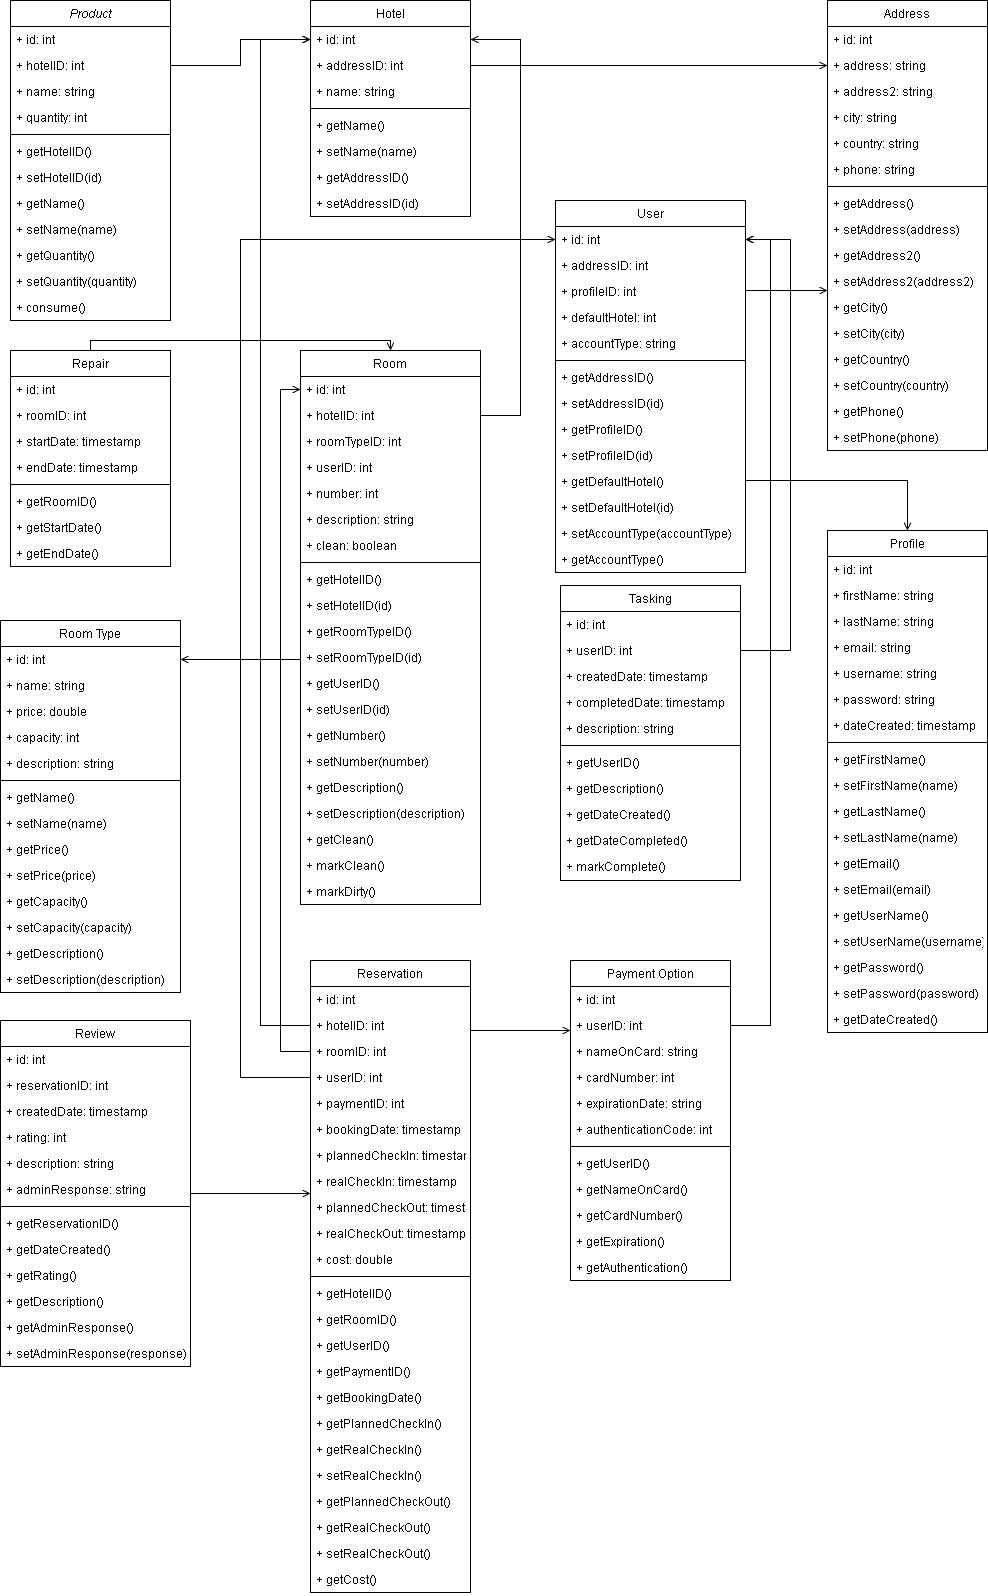 Product
+ id: int
+ hotelID: int
+ name: string
+ quantity: int
+ getHotelID()
+ setHotelID(id)
+ getName()
+ setName(name)
+ getQuantity()
+ setQuantity(quantity)
+ consume()
Hotel
+ id: int
+ addressID: int
+ name: string
+ getName()
+ setName(name)
+ getAddressID()
+ setAddressID(id)
Address
+ id: int
+ address: string
+ address2: string
+ city: string
+ country: string
+ phone: string
+ getAddress()
+ setAddress(address)
+ getAddress2()
+ setAddress2(address2)
+ getCity()
+ setCity(city)
+ getCountry()
+ setCountry(country)
+ getPhone()
+ setPhone(phone)
User
+ id: int
+ addressID: int
+ profileID: int
+ defaultHotel: int
+ accountType: string
+ getAddressID()
+ setAddressID(id)
+ getProfileID()
+ setProfileID(id)
+ getDefaultHotel()
+ setDefaultHotel(id)
+ setAccountType(accountType)
+ getAccountType()
Repair
+ id: int
+ roomID: int
+ startDate: timestamp
+ endDate: timestamp
+ getRoomID()
+ getStartDate()
+ getEndDate()
Room
+ id: int
+ hotelID: int
+ roomTypeID: int
+ userID: int
+ number: int
+ description: string
+ clean: boolean
+ getHotelID()
+ setHotelID(id)
+ getRoomTypeID()
+ setRoomTypeID(id)
+ getUserID()
+ setUserID(id)
+ getNumber()
+ setNumber(number)
+ getDescription()
+ setDescription(description)
+ getClean()
+ markClean()
+ markDirty()
Profile
+ id: int
+ firstName: string
+ lastName: string
+ email: string
+ username: string
+ password: string
+ dateCreated: timestamp
+ getFirstName()
+ setFirstName(name)
+ getLastName()
+ setLastName(name)
+ getEmail()
+ setEmail(email)
+ getUserName()
+ setUserName(username)
+ getPassword()
+ setPassword(password)
+ getDateCreated()
Tasking
+ id: int
+ userID: int
+ createdDate: timestamp
+ completedDate: timestamp
+ description: string
+ getUserID()
+ getDescription()
+ getDateCreated()
+ getDateCompleted()
+ markComplete()
Room Type
+ id: int
+ name: string
+ price: double
+ capacity: int
+ description: string
+ getName()
+ setName(name)
+ getPrice()
+ setPrice(price)
+ getCapacity()
+ setCapacity(capacity)
+ getDescription()
+ setDescription(description)
Reservation
+ id: int
+ hotelID: int
+ roomID: int
+ userID: int
+ paymentID: int
+ bookingDate: timestamp
+ plannedCheckIn: timestar
+ realCheckIn: timestamp
+ plannedCheckOut: timest
+ realCheckOut: timestamp
+ cost: double
+ getHotelID()
+ getRoomID()
+ getUserID()
+ getPaymentID()
+ getBookingDate()
+ getPlannedCheckIn()
+ getRealCheckIn()
+ setRealCheckIn()
+ getPlannedCheckOut()
+ getRealCheckOut()
+ setRealCheckOut()
+ getCost()
Payment Option
+ id: int
+ userID: int
+ nameOnCard: string
+ cardNumber: int
+ expirationDate: string
+ authenticationCode: int
+ getUserID()
+ getNameOnCard()
+ getCardNumber()
+ getExpiration()
+ getAuthentication()
Review
+ id: int
+ reservationID: int
+ createdDate: timestamp
+ rating: int
+ description: string
+ adminResponse: string
+ getReservationID()
+ getDateCreated()
+ getRating()
+ getDescription()
+ getAdminResponse()
+ setAdminResponse(response)